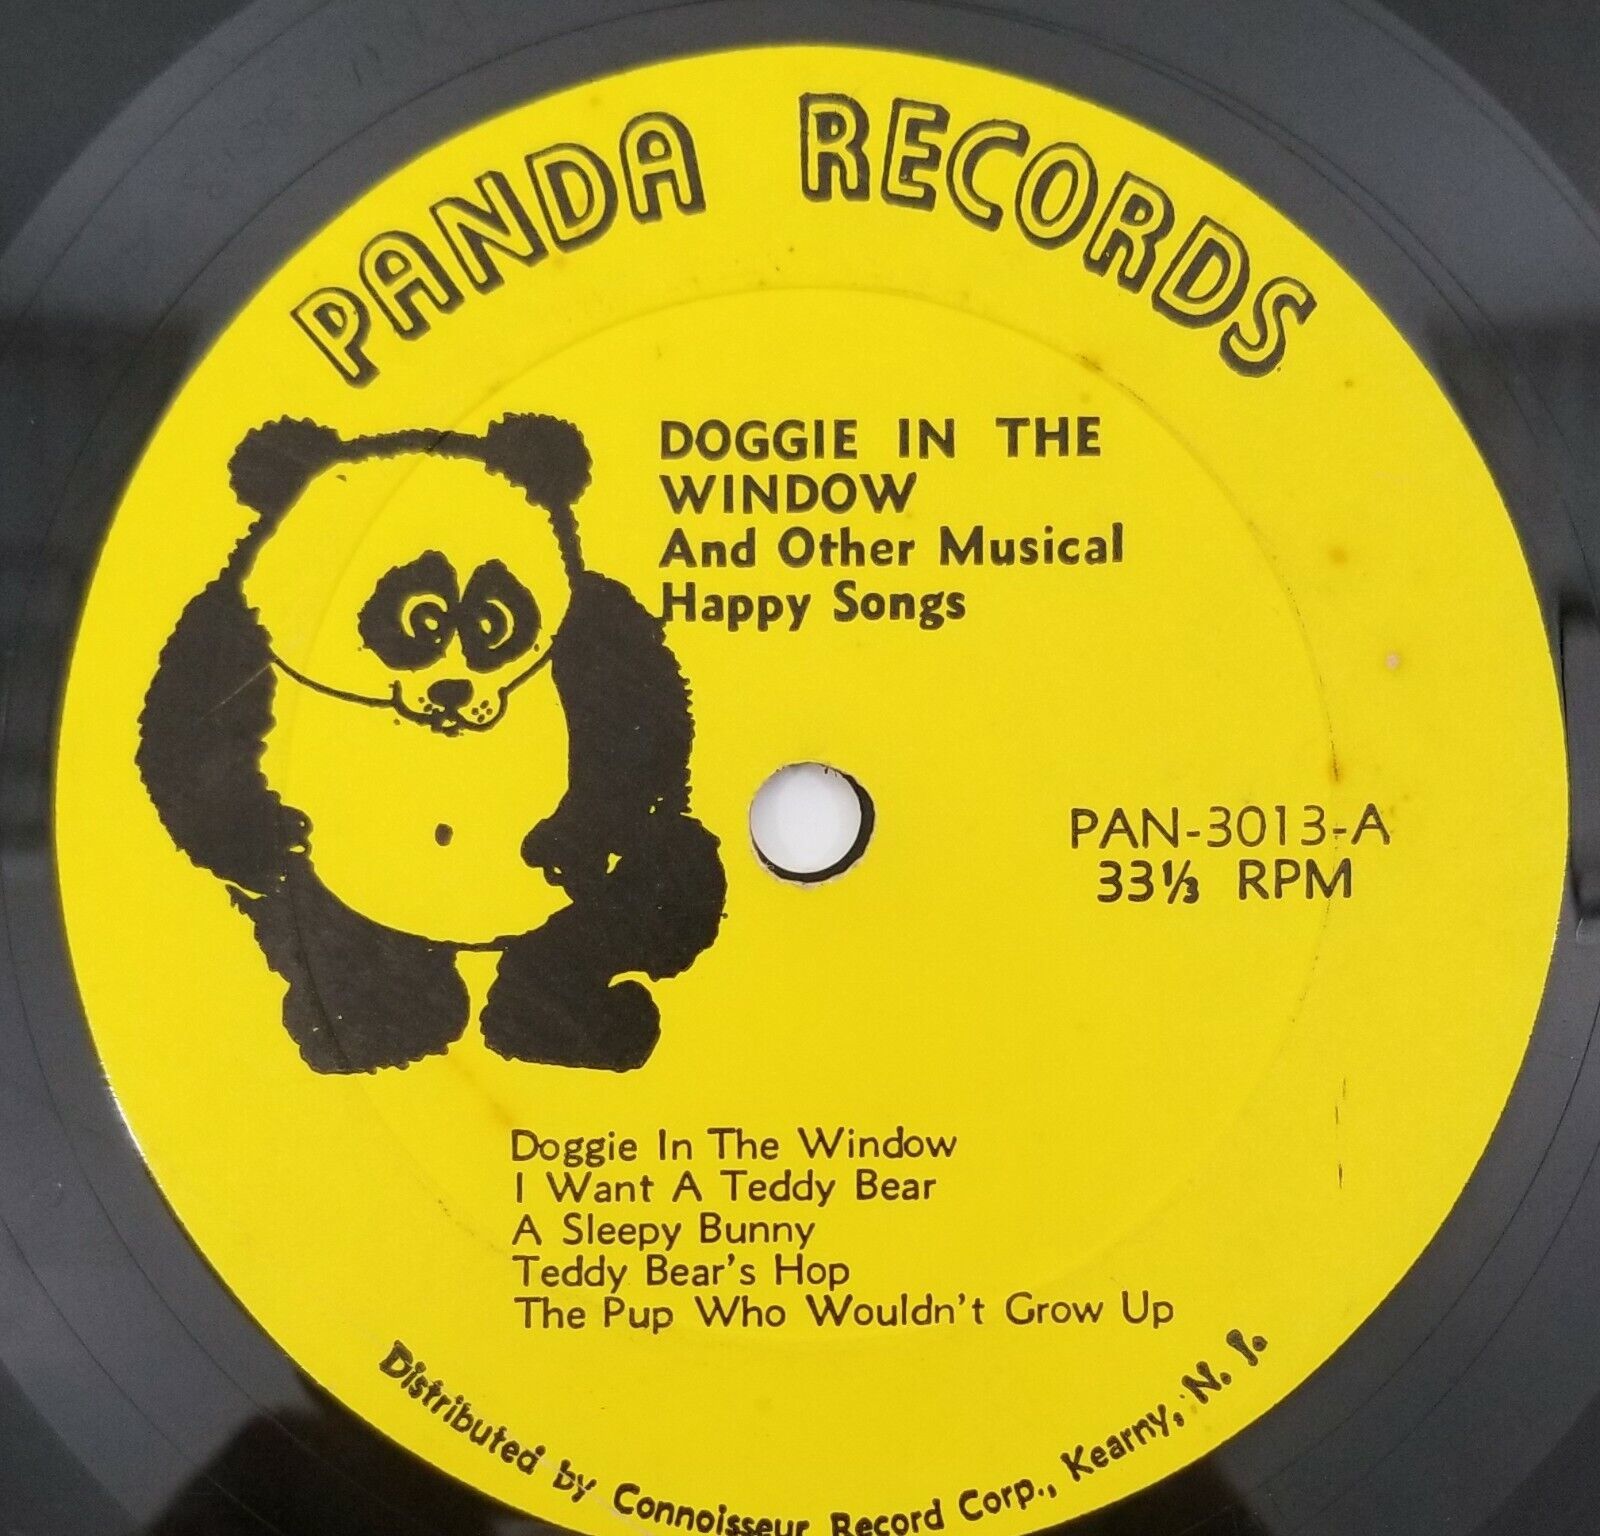 PANDA RECORDS
DOGGIE IN THE
WINDOW
And Other Musical
Happy Songs
PAN-3013-A
33⅓ RPM
Doggie In The Window
I Want A Teddy Bear
A Sleepy Bunny
Teddy Bear's Hop
The Pup Who Wouldn't Grow Up
Distributed by Connoisseur Record Corp., Kearny, N. J.